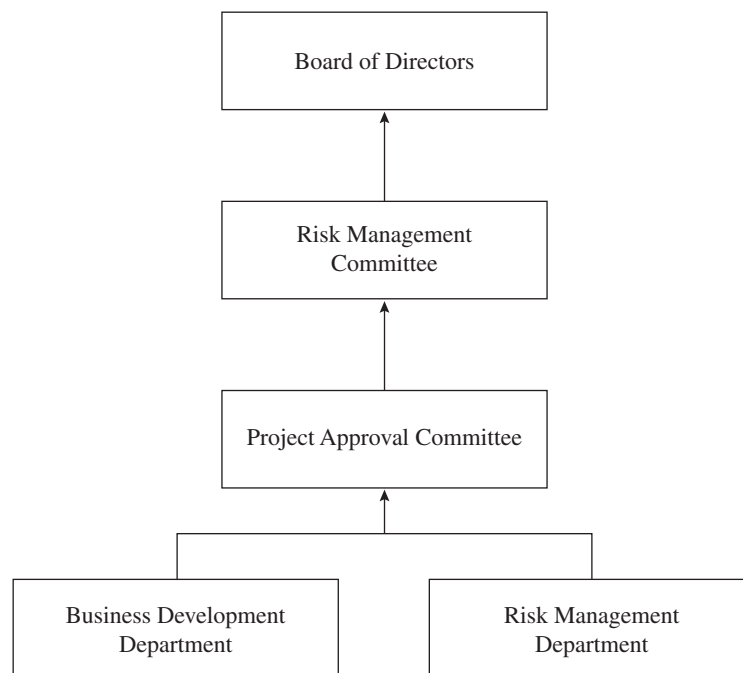 Board of Directors
Risk Management
Committee
Project Approval Committee
Business Development
Department
Risk Management
Department